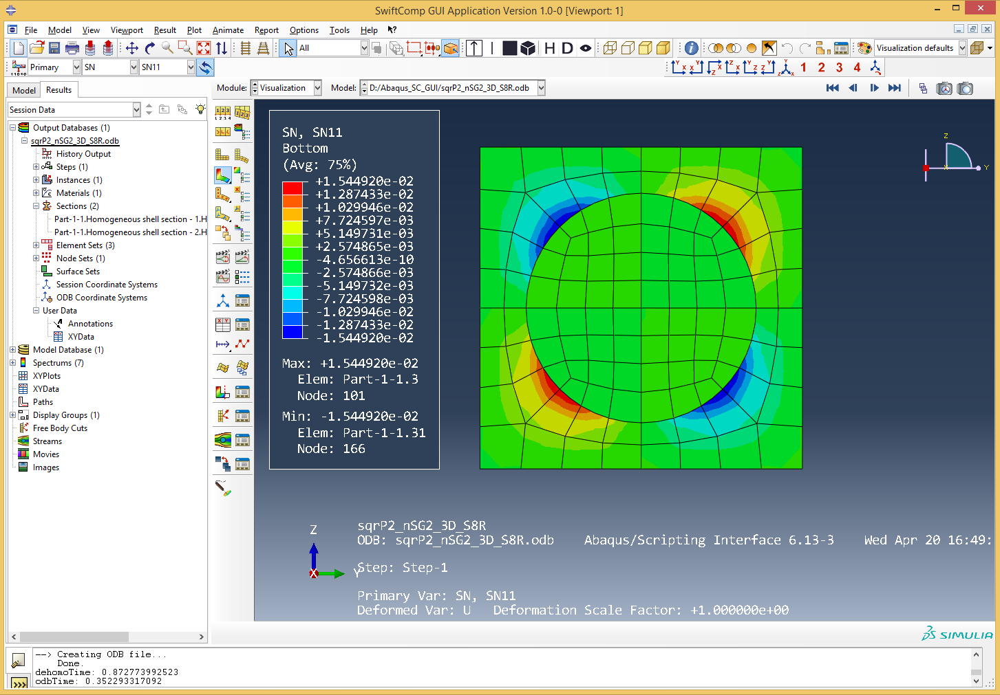 SwiftComp GUI Application Version 1.0-0 [Viewport: 1]
File Model View Viewport Result Plot Animate Report Options Tools Help
All
Visualization defaults
Primary SN SN11
1 2 3 4
Model Results
Module: Visualization Model: D:/Abaqus_SC_GUI/sqrP2_nSG2_3D_S8R.odb
Session Data
Output Databases (1)
sqrP2_nSG2_3D_S8R.odb
History Output
Steps (1)
Instances (1)
Materials (1)
Sections (2)
Part-1-1.Homogeneous shell section - 1.H
Part-1-1.Homogeneous shell section - 2.H
Element Sets (3)
Node Sets (1)
Surface Sets
Session Coordinate Systems
ODB Coordinate Systems
User Data
Annotations
XYData
Model Database (1)
Spectrums (7)
XYPlots
XYData
Paths
Display Groups (1)
Free Body Cuts
Streams
Movies
Images
SN, SN11
Bottom
(Avg: 75%)
+1.544920e-02
+1.287433e-02
+1.029946e-02
+7.724597e-03
+5.149731e-03
+2.574865e-03
-4.656613e-10
-2.574866e-03
-5.149732e-03
-7.724598e-03
-1.029946e-02
-1.287433e-02
-1.544920e-02
Max: +1.544920e-02
Elem: Part-1-1.3
Node: 101
Min: -1.544920e-02
Elem: Part-1-1.31
Node: 166
Z
X
Y
Z
X
Y
sqrP2_nSG2_3D_S8R
ODB: sqrP2_nSG2_3D_S8R.odb Abaqus/Scripting Interface 6.13-3 Wed Apr 20 16:49:
Step: Step-1
Primary Var: SN, SN11
Deformed Var: U Deformation Scale Factor: +1.000000e+00
SIMULIA
--> Creating ODB file...
Done.
dehomoTime: 0.872773992523
odbTime: 0.352293317092
>>>